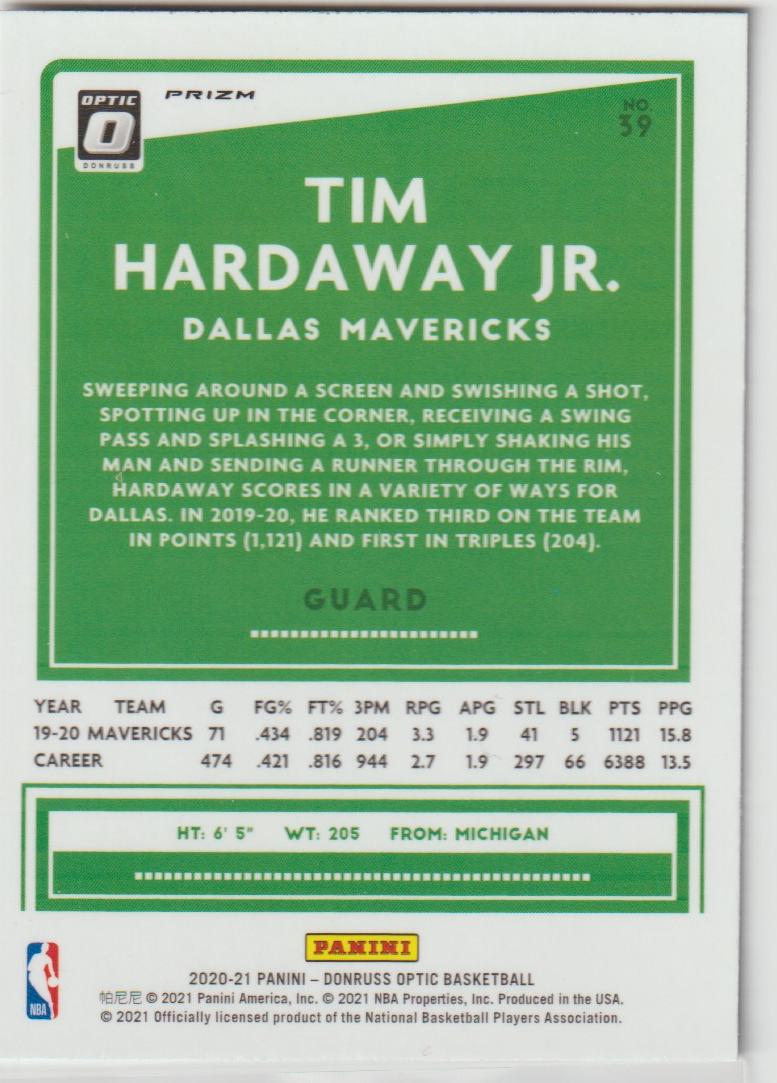 OPTIC
DONRUSS
PRIZM
NO.
39
TIM
HARDAWAY JR.
DALLAS MAVERICKS
SWEEPING AROUND A SCREEN AND SWISHING A SHOT,
SPOTTING UP IN THE CORNER, RECEIVING A SWING
PASS AND SPLASHING A 3, OR SIMPLY SHAKING HIS
MAN AND SENDING A RUNNER THROUGH THE RIM,
HARDAWAY SCORES IN A VARIETY OF WAYS FOR
DALLAS. IN 2019-20, HE RANKED THIRD ON THE TEAM
IN POINTS (1,121) AND FIRST IN TRIPLES (204).
GUARD
YEAR TEAM G FG% FT% 3PM RPG APG STL BLK PTS PPG
19-20 MAVERICKS 71 .434 .819 204 3.3 1.9 41 5 1121 15.8
CAREER 474 .421 .816 944 2.7 1.9 297 66 6388 13.5
HT: 6' 5" WT: 205 FROM: MICHIGAN
PANINI
NBA
2020-21 PANINI – DONRUSS OPTIC BASKETBALL
帕尼尼 © 2021 Panini America, Inc. © 2021 NBA Properties, Inc. Produced in the USA.
© 2021 Officially licensed product of the National Basketball Players Association.